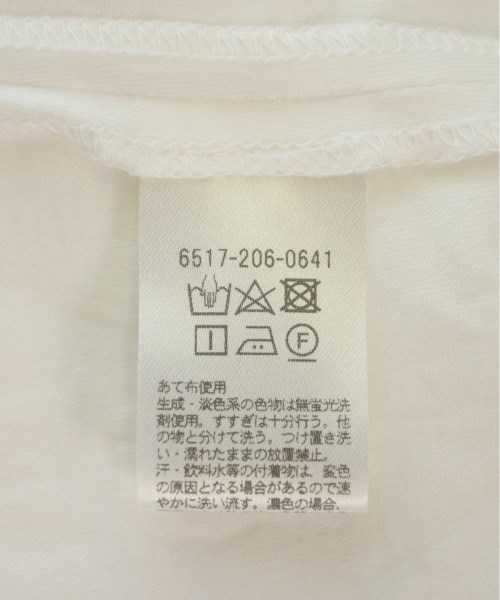 6517-206-0641
F
あて布使用
生成・淡色系の色物は無蛍光洗
剤使用。すすぎは十分行う。他
の物と分けて洗う。つけ置き洗
い・濡れたままの放置禁止。
汗・飲料水等の付着物は、変色
の原因となる場合があるので速
やかに洗い流す。濃色の場合、